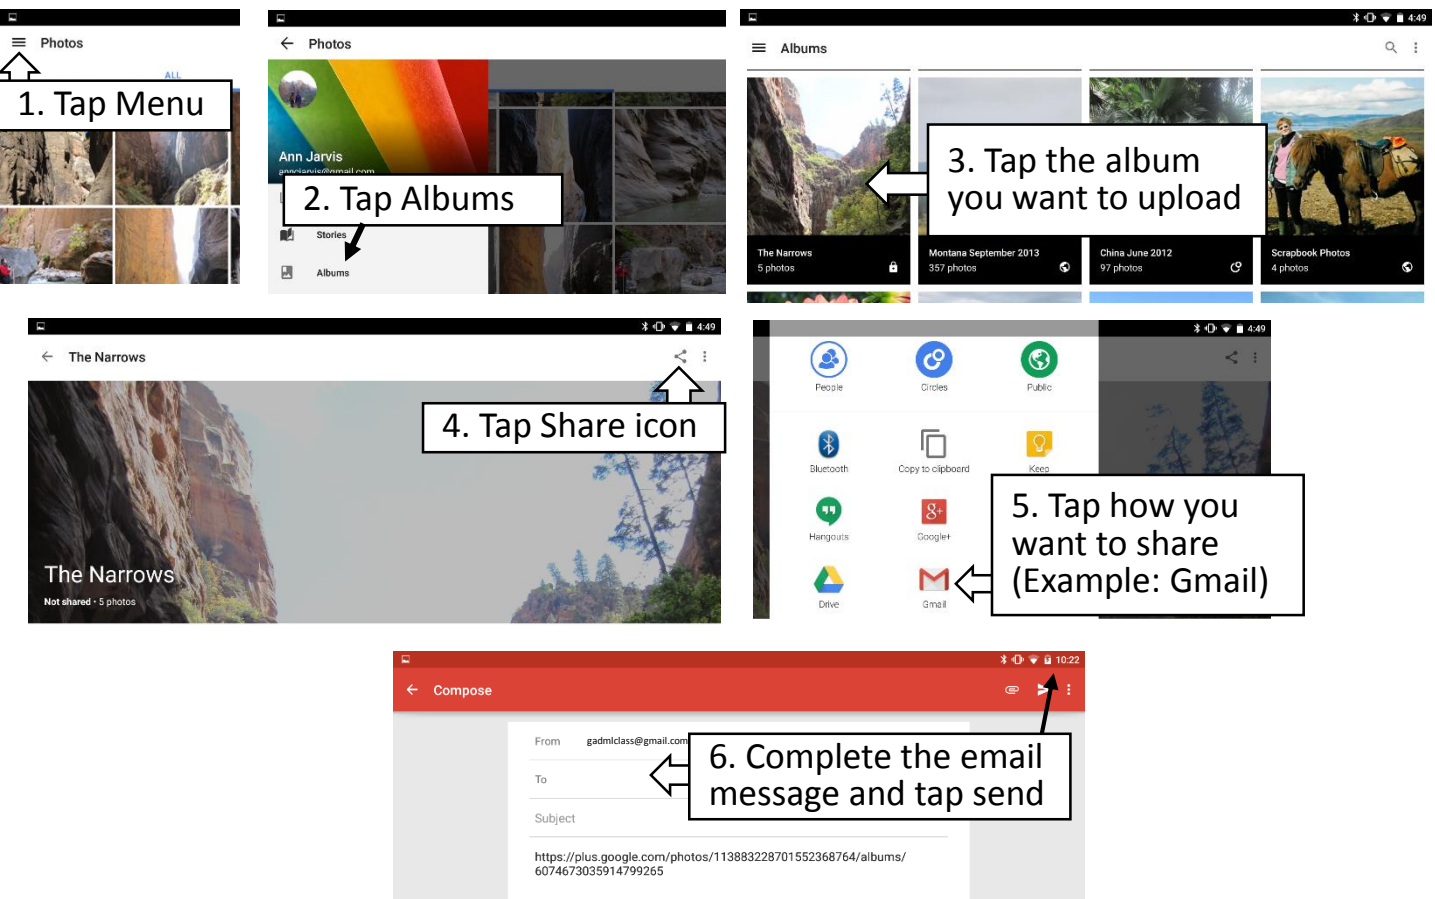 Photos
ALL
1. Tap Menu
Photos
Ann Jarvis
anncjarvis@gmail.com
2. Tap Albums
Stories
Albums
4:49
Albums
3. Tap the album
you want to upload
The Narrows
5 photos
Montana September 2013
357 photos
China June 2012
97 photos
Scrapbook Photos
4 photos
4:49
The Narrows
4. Tap Share icon
The Narrows
Not shared • 5 photos
4:49
People Circles Public
Bluetooth Copy to clipboard Keep
Hangouts Google+
Drive Gmail
5. Tap how you
want to share
(Example: Gmail)
10:22
Compose
From gadmlclass@gmail.com
To
Subject
6. Complete the email
message and tap send
https://plus.google.com/photos/113883228701552368764/albums/
6074673035914799265